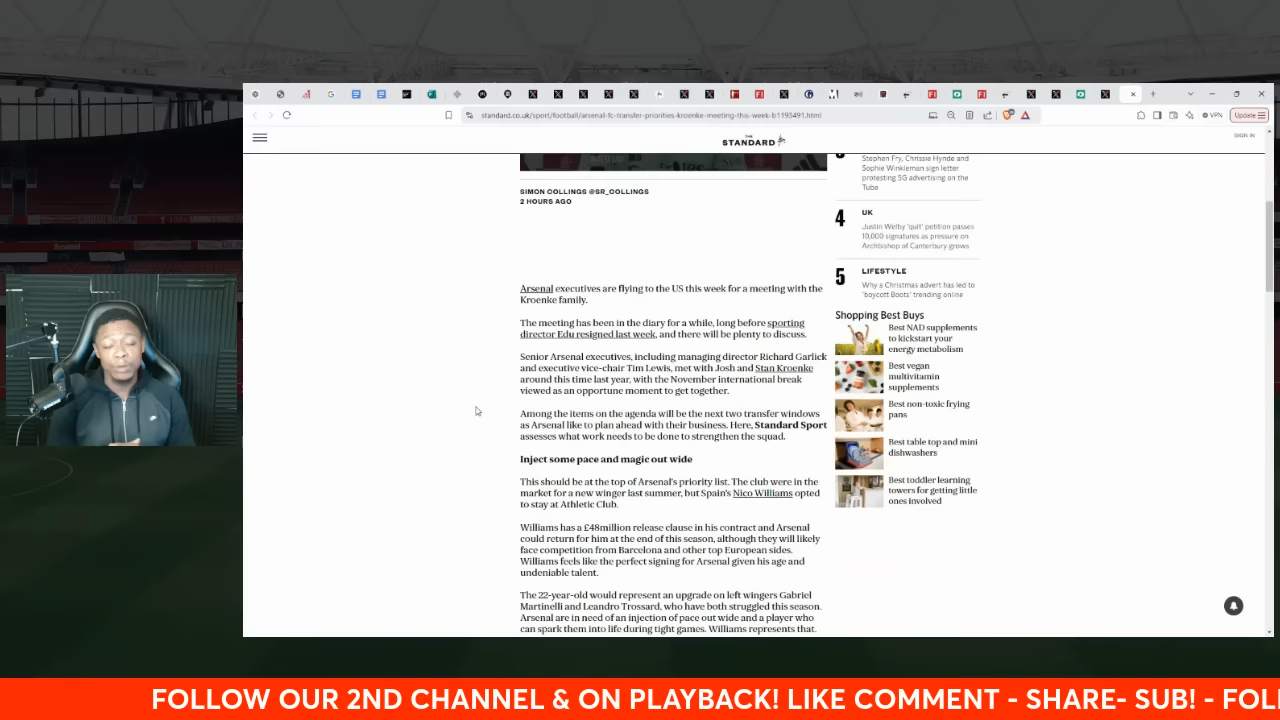 standard.co.uk/sport/football/arsenal-fc-transfer-priorities-kroenke-meeting-this-week-b1193491.html
VPN
Update
THE
STANDARD
SIGN IN
SIMON COLLINGS @SR_COLLINGS
2 HOURS AGO
Arsenal executives are flying to the US this week for a meeting with the
Kroenke family.
The meeting has been in the diary for a while, long before sporting
director Edu resigned last week, and there will be plenty to discuss.
Senior Arsenal executives, including managing director Richard Garlick
and executive vice-chair Tim Lewis, met with Josh and Stan Kroenke
around this time last year, with the November international break
viewed as an opportune moment to get together.
Among the items on the agenda will be the next two transfer windows
as Arsenal like to plan ahead with their business. Here, Standard Sport
assesses what work needs to be done to strengthen the squad.
Inject some pace and magic out wide
This should be at the top of Arsenal's priority list. The club were in the
market for a new winger last summer, but Spain's Nico Williams opted
to stay at Athletic Club.
Williams has a £48million release clause in his contract and Arsenal
could return for him at the end of this season, although they will likely
face competition from Barcelona and other top European sides.
Williams feels like the perfect signing for Arsenal given his age and
undeniable talent.
The 22-year-old would represent an upgrade on left wingers Gabriel
Martinelli and Leandro Trossard, who have both struggled this season.
Arsenal are in need of an injection of pace out wide and a player who
can spark them into life during tight games. Williams represents that.
Stephen Fry, Chrissie Hynde and
Sophie Winkleman sign letter
protesting 5G advertising on the
Tube
4
UK
Justin Welby 'quit' petition passes
10,000 signatures as pressure on
Archbishop of Canterbury grows
5
LIFESTYLE
Why a Christmas advert has led to
'boycott Boots' trending online
Shopping Best Buys
Best NAD supplements
to kickstart your
energy metabolism
Best vegan
multivitamin
supplements
Best non-toxic frying
pans
Best table top and mini
dishwashers
Best toddler learning
towers for getting little
ones involved
FOLLOW OUR 2ND CHANNEL & ON PLAYBACK! LIKE COMMENT - SHARE- SUB! - FOL